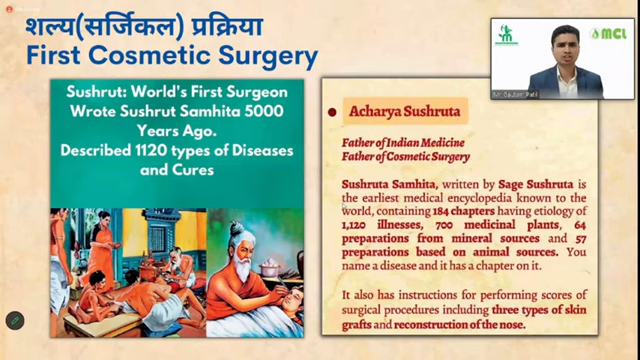 शल्य(सर्जिकल) प्रक्रिया
First Cosmetic Surgery
Sushrut: World's First Surgeon
Wrote Sushrut Samhita 5000
Years Ago.
Described 1120 types of Diseases
and Cures
Acharya Sushruta
Father of Indian Medicine
Father of Cosmetic Surgery
Sushruta Samhita, written by Sage Sushruta is
the earliest medical encyclopedia known to the
world, containing 184 chapters having etiology of
1,120 illnesses, 700 medicinal plants, 64
preparations from mineral sources and 57
preparations based on animal sources. You
name a disease and it has a chapter on it.
It also has instructions for performing scores of
surgical procedures including three types of skin
grafts and reconstruction of the nose.
MCL
Patil